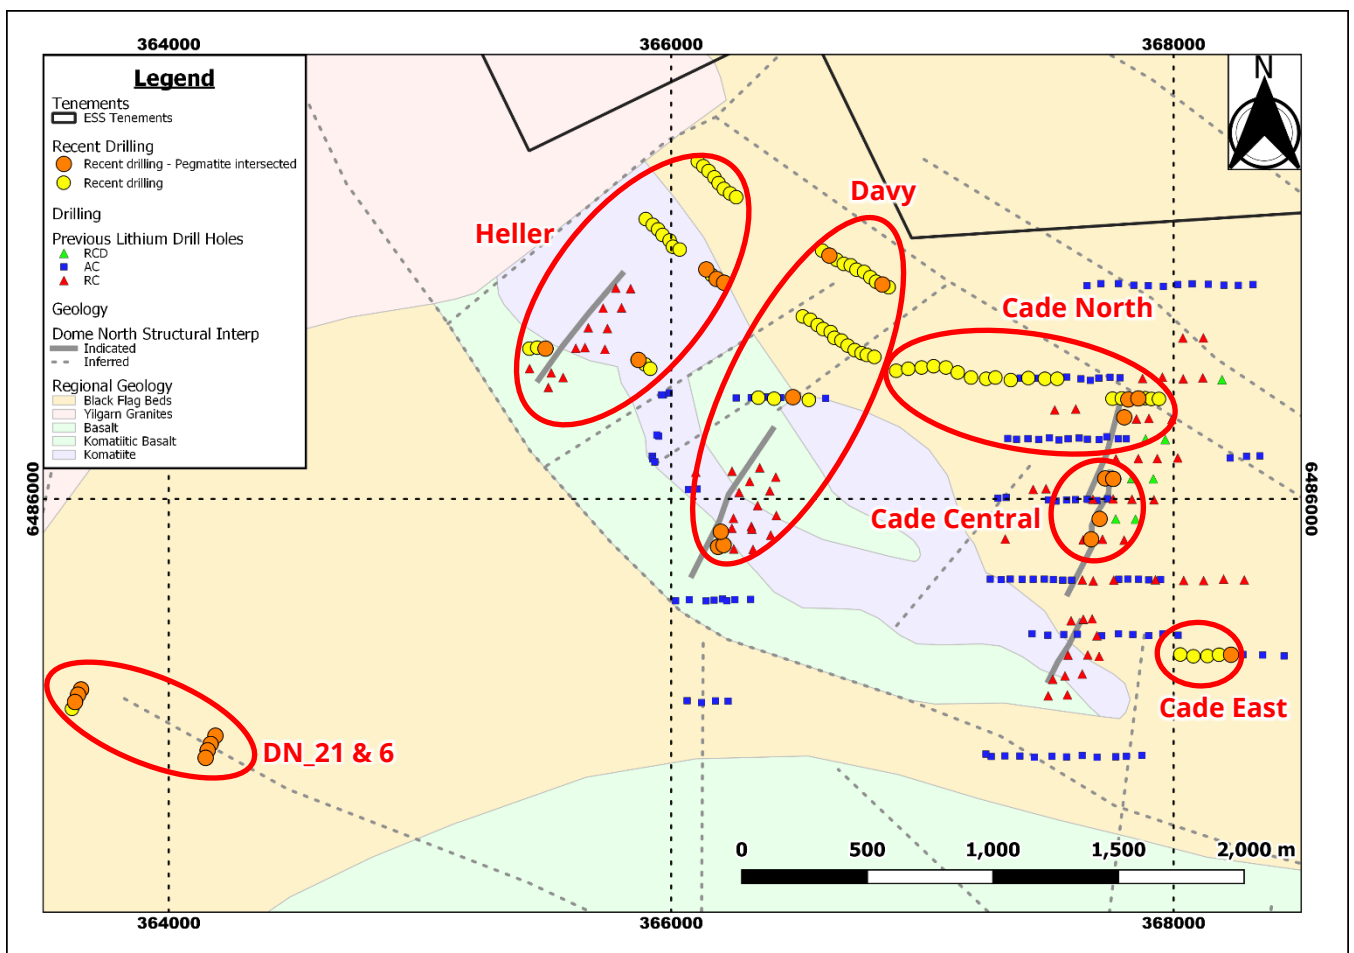 364000
366000
368000
Legend
Tenements
ESS Tenements
Recent Drilling
Recent drilling - Pegmatite intersected
Recent drilling
Drilling
Previous Lithium Drill Holes
RCD
AC
RC
Geology
Dome North Structural Interp
Indicated
Inferred
Regional Geology
Black Flag Beds
Yilgarn Granites
Basalt
Komatiitic Basalt
Komatiite
N
Heller
Davy
Cade North
Cade Central
Cade East
DN_21 & 6
6486000
6486000
0 500 1,000 1,500 2,000 m
364000
366000
368000